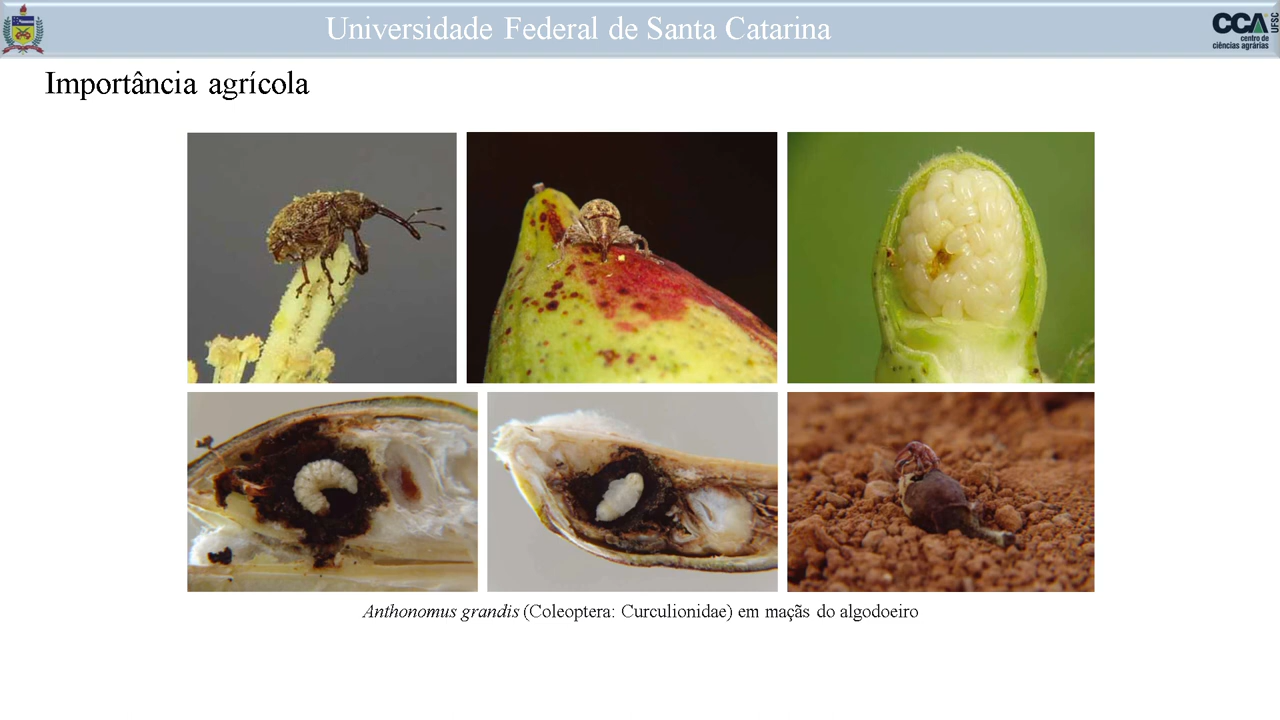 Universidade Federal de Santa Catarina
CCA
UFSC
centro de
ciências agrárias
Importância agrícola
Anthonomus grandis (Coleoptera: Curculionidae) em maçãs do algodoeiro